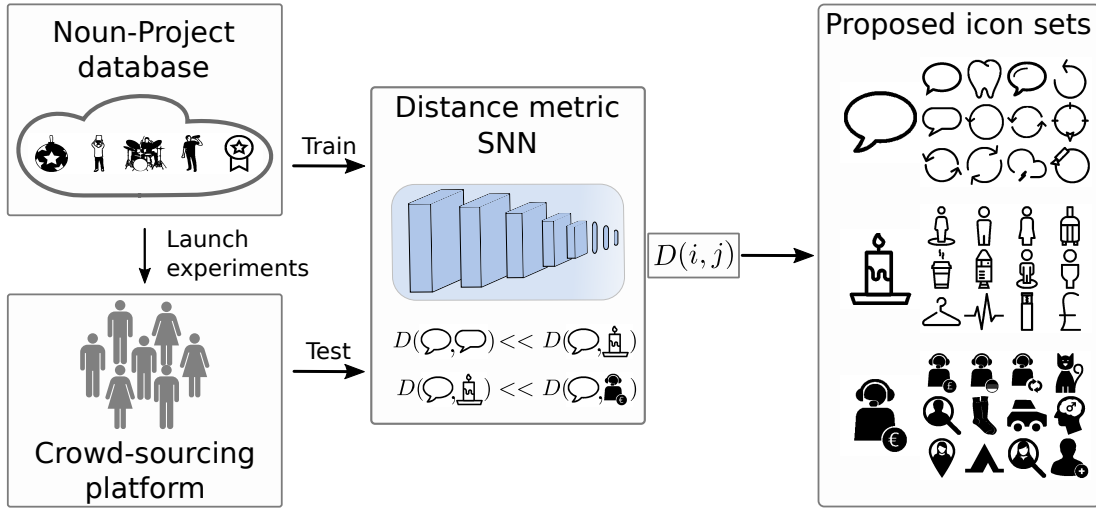 Noun-Project
database
Train
Launch
experiments
Crowd-sourcing
platform
Test
Distance metric
SNN
D( , ) << D( , )
D( , ) << D( , )
D(i, j)
Proposed icon sets
£
€
£
€